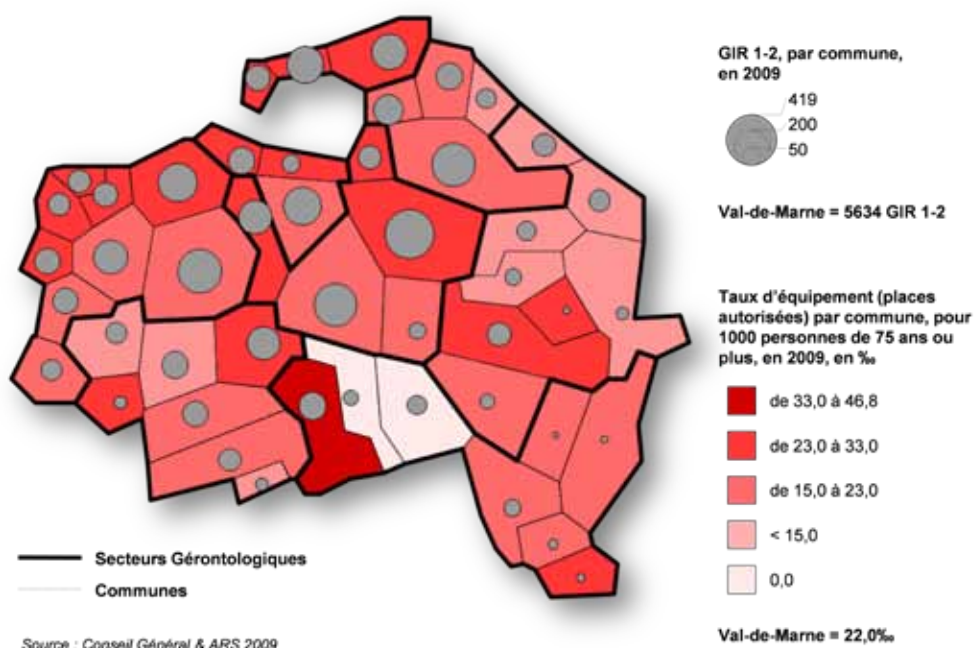 GIR 1-2, par commune,
en 2009
419
200
50
Val-de-Marne = 5634 GIR 1-2
Taux d'équipement (places
autorisées) par commune, pour
1000 personnes de 75 ans ou
plus, en 2009, en ‰
de 33,0 à 46,8
de 23,0 à 33,0
de 15,0 à 23,0
< 15,0
0,0
Val-de-Marne = 22,0‰
Secteurs Gérontologiques
Communes
Source : Conseil Général & ARS 2009